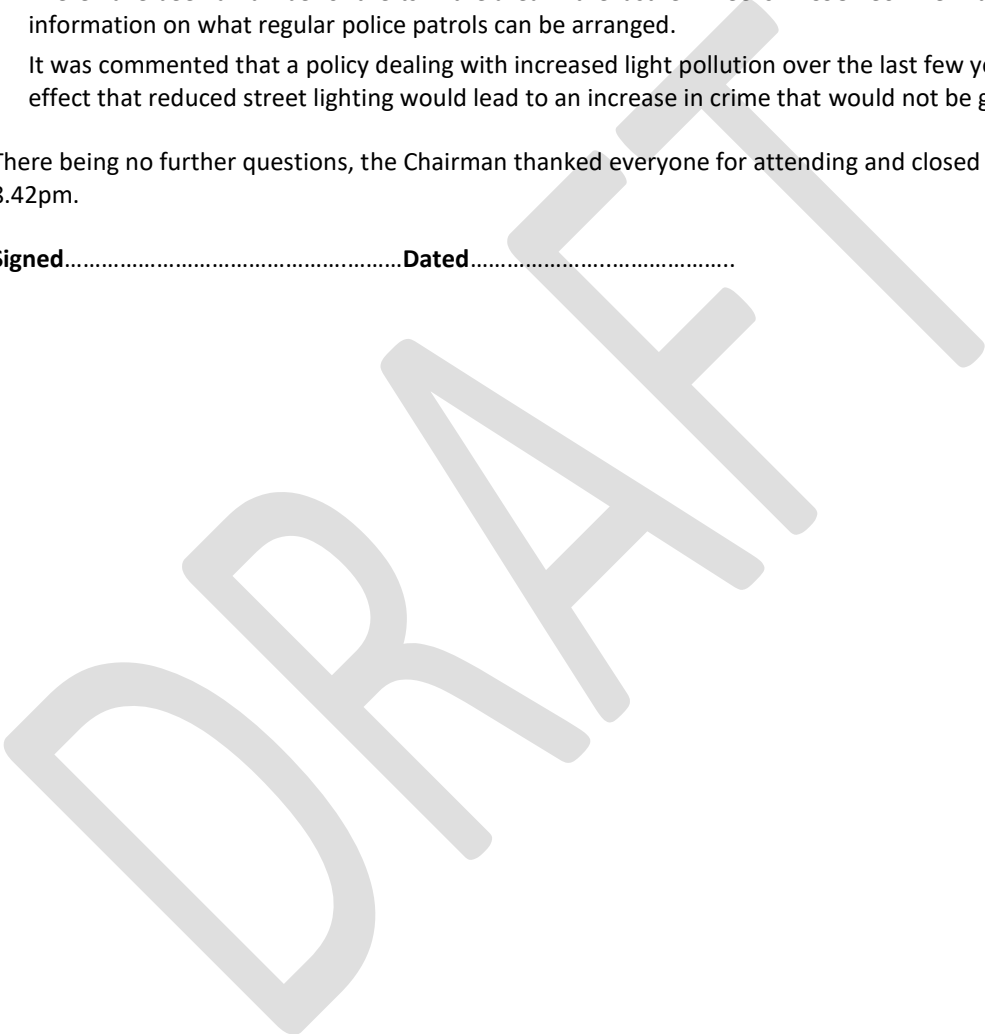 information on what regular police patrols can be arranged.
It was commented that a policy dealing with increased light pollution over the last few
effect that reduced street lighting would lead to an increase in crime that would not be
There being no further questions, the Chairman thanked everyone for attending and closed
8.42pm.
Signed……………………………………….………Dated…………………..………………..
DRAFT